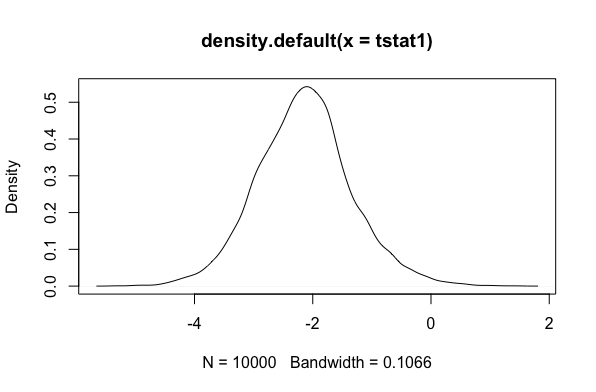 density.default(x = tstat1)
Density
0.5
0.4
0.3
0.2
0.1
0.0
-4 -2 0 2
N = 10000 Bandwidth = 0.1066